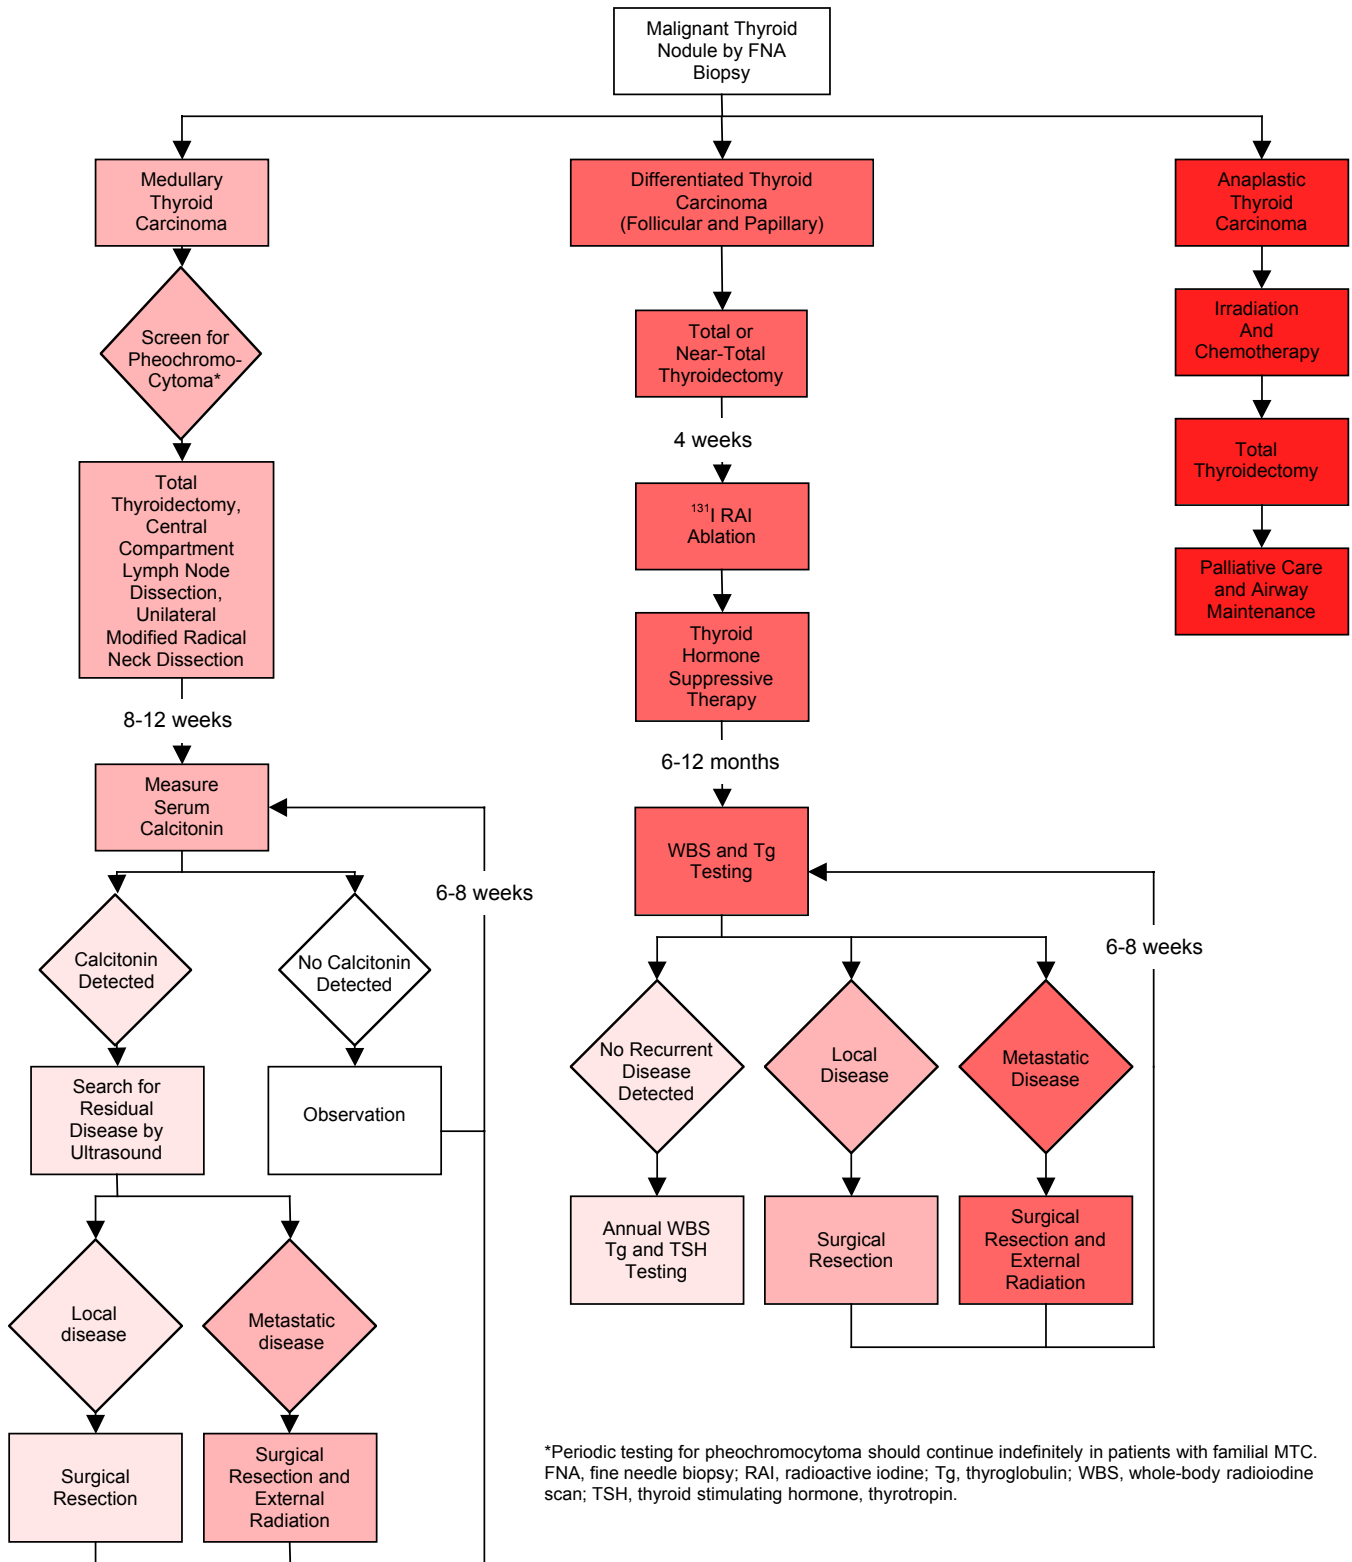 Malignant Thyroid
Nodule by FNA
Biopsy
Medullary
Thyroid
Carcinoma
Differentiated Thyroid
Carcinoma
(Follicular and Papillary)
Anaplastic
Thyroid
Carcinoma
Screen for
Pheochromo-
Cytoma*
Total or
Near-Total
Thyroidectomy
Irradiation
And
Chemotherapy
4 weeks
Total
Thyroidectomy
Total
Thyroidectomy,
Central
Compartment
Lymph Node
Dissection,
Unilateral
Modified Radical
Neck Dissection
131I RAI
Ablation
Palliative Care
and Airway
Maintenance
Thyroid
Hormone
Suppressive
Therapy
8-12 weeks
6-12 months
Measure
Serum
Calcitonin
WBS and Tg
Testing
6-8 weeks
6-8 weeks
Calcitonin
Detected
No Calcitonin
Detected
No Recurrent
Disease
Detected
Local
Disease
Metastatic
Disease
Search for
Residual
Disease by
Ultrasound
Observation
Annual WBS
Tg and TSH
Testing
Surgical
Resection
Surgical
Resection and
External
Radiation
Local
disease
Metastatic
disease
Surgical
Resection
Surgical
Resection and
External
Radiation
*Periodic testing for pheochromocytoma should continue indefinitely in patients with familial MTC.
FNA, fine needle biopsy; RAI, radioactive iodine; Tg, thyroglobulin; WBS, whole-body radioiodine
scan; TSH, thyroid stimulating hormone, thyrotropin.